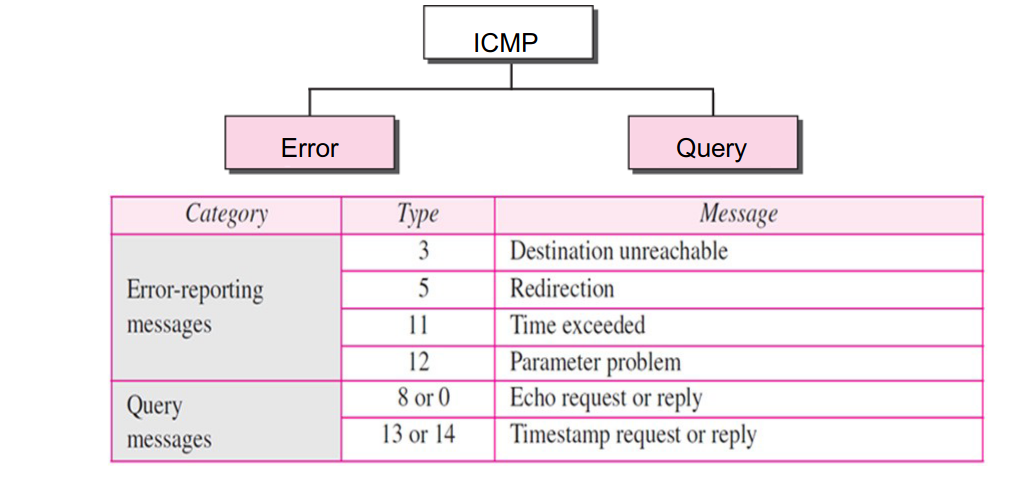 ICMP
Error
Query
Category Type Message
Error-reporting
messages
3 Destination unreachable
5 Redirection
11 Time exceeded
12 Parameter problem
Query
messages
8 or 0 Echo request or reply
13 or 14 Timestamp request or reply